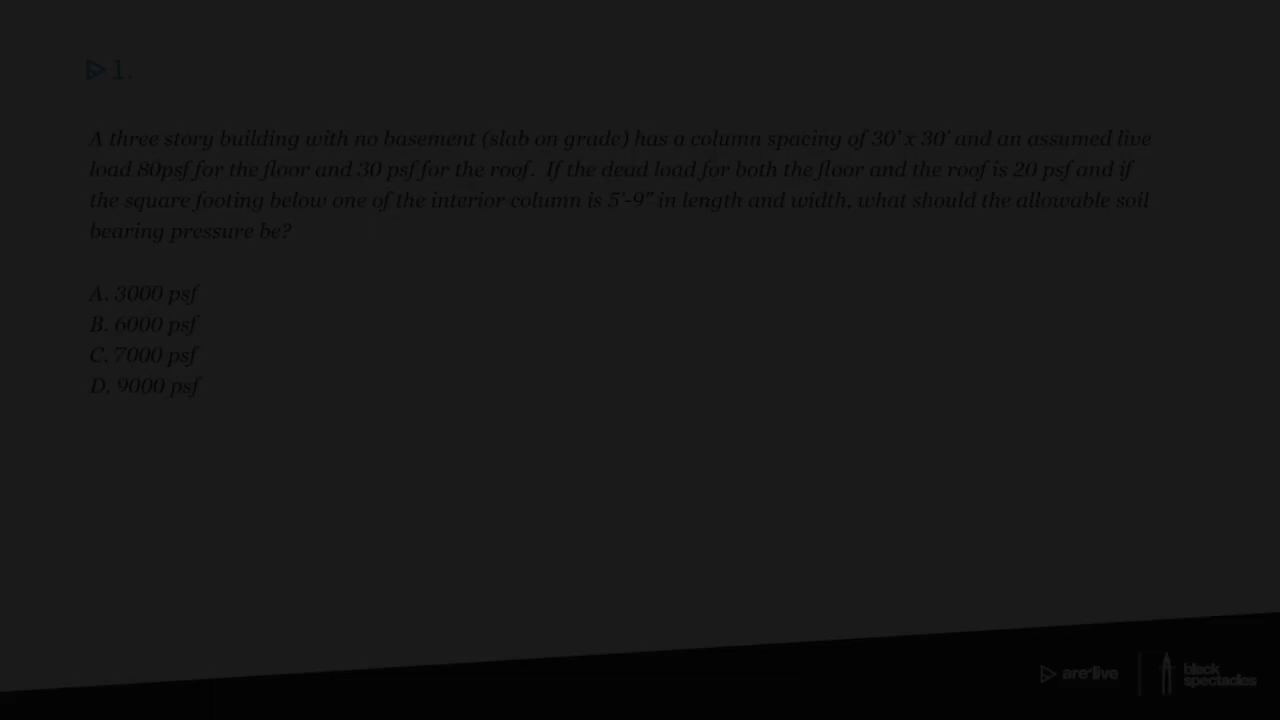 1.
A three story building with no basement (slab on grade) has a column spacing of 30' x 30' and an assumed live
load 80psf for the floor and 30 psf for the roof. If the dead load for both the floor and the roof is 20 psf and if
the square footing below one of the interior column is 5'-9" in length and width, what should the allowable soil
bearing pressure be?
A. 3000 psf
B. 6000 psf
C. 7000 psf
D. 9000 psf
are live
black
spectacles